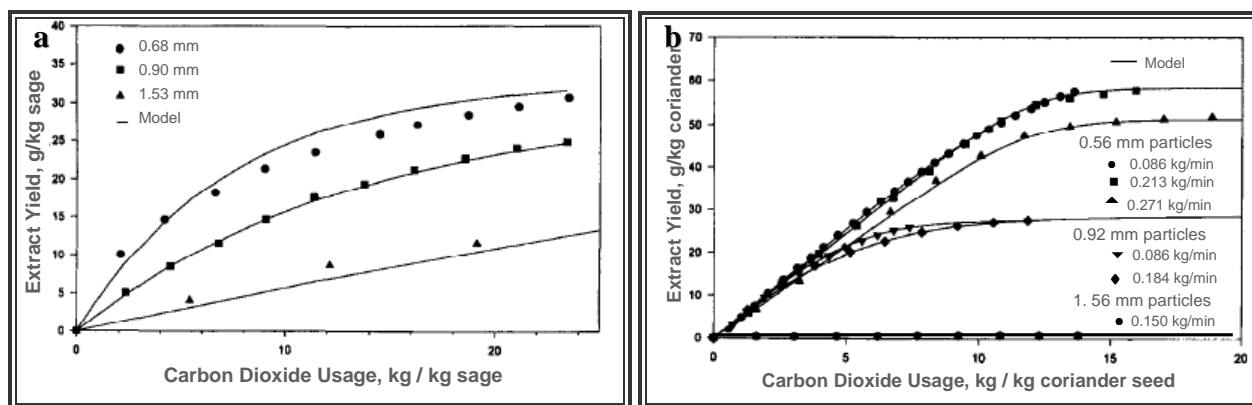 a
40
30
20
10
0
0.68 mm
0.90 mm
1.53 mm
Model
Extract Yield, g/kg sage
0
10
20
Carbon Dioxide Usage, kg / kg sage
b
70
60
50
40
30
20
10
0
Model
0.56 mm particles
0.086 kg/min
0.213 kg/min
0.271 kg/min
0.92 mm particles
0.086 kg/min
0.184 kg/min
1. 56 mm particles
0.150 kg/min
Extract Yield, g/kg coriander
0
5
10
15
20
Carbon Dioxide Usage, kg / kg coriander seed